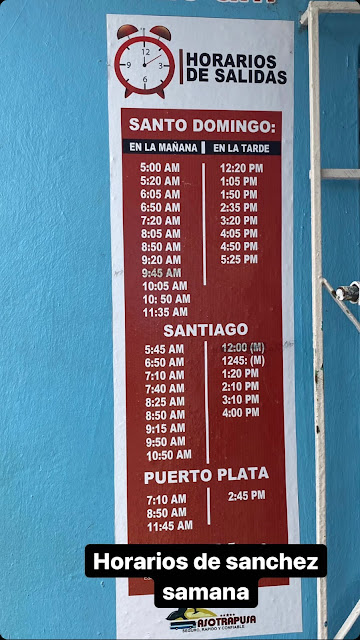 HORARIOS
DE SALIDAS
SANTO DOMINGO:
EN LA MAÑANA EN LA TARDE
5:00 AM 12:20 PM
5:20 AM 1:05 PM
6:05 AM 1:50 PM
6:50 AM 2:35 PM
7:20 AM 3:20 PM
8:05 AM 4:05 PM
8:50 AM 4:50 PM
9:20 AM 5:25 PM
9:45 AM
10:05 AM
10: 50 AM
11:35 AM
SANTIAGO
5:45 AM 12:00 (M)
6:50 AM 1245: (M)
7:10 AM 1:20 PM
7:40 AM 2:10 PM
8:25 AM 3:10 PM
8:50 AM 4:00 PM
9:15 AM
9:50 AM
10:50 AM
PUERTO PLATA
7:10 AM 2:45 PM
8:50 AM
11:45 AM
Horarios de sanchez
samana
ASOTRAPUSA
SEGURO, RAPIDO Y CONFIABLE